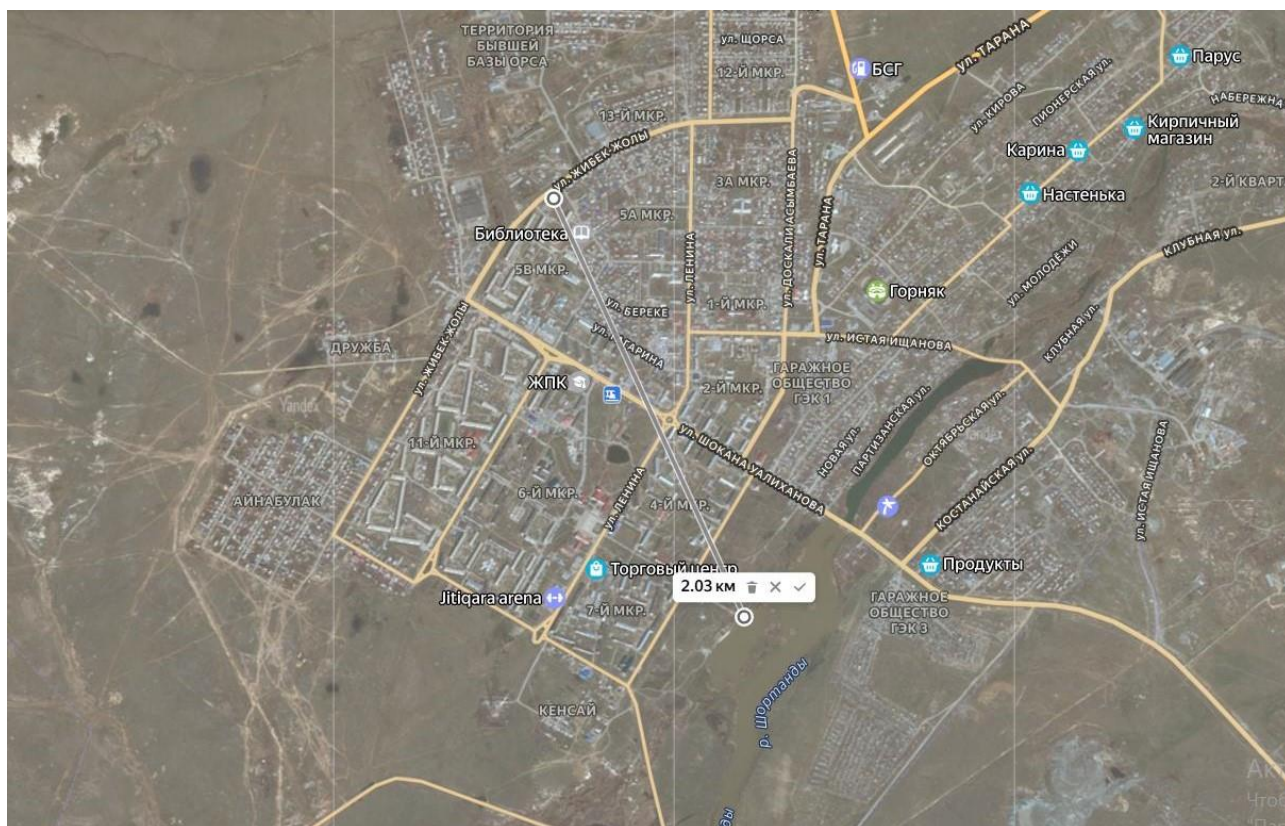 ТЕРРИТОРИЯ
БЫВШЕЙ
БАЗЫ ОРСА
ул. ЩОРСА
12-Й МКР.
БСГ
ул. ТАРАНА
Парус
ул. КИРОВА
ПИОНЕРСКАЯ ул.
НАБЕРЕЖНА
Кирпичный
магазин
Карина
13-Й МКР.
ул. ЖИБЕК-ЖОЛЫ
3А МКР.
ул. ДОСКАЛИ АСЫМБАЕВА
Настенька
2-Й КВАРТ
5А МКР.
Библиотека
ул. ЛЕНИНА
ул. ТАРАНА
КЛУБНАЯ ул.
5В МКР.
ул. МОЛОДЁЖИ
Горняк
ул. БЕРЕКЕ
1-Й МКР.
ул. ИСТАЯ ИЩАНОВА
КЛУБНАЯ ул.
ДРУЖБА
ул. ЖИБЕК-ЖОЛЫ
ЖПК
2-Й МКР.
ГАРАЖНОЕ
ОБЩЕСТВО
ГЭК 1
Yandex
11-Й МКР.
ул. ШОКАНА УАЛИХАНОВА
НОВАЯ ул.
ПАРТИЗАНСКАЯ ул.
ОКТЯБРЬСКАЯ ул.
КОСТАНАЙСКАЯ ул.
ул. ИСТАЯ ИЩАНОВА
АЙНАБУЛАК
6-Й МКР.
ул. ЛЕНИНА
4-Й МКР.
Торговый центр
Продукты
2.03 км
Jitiqara arena
7-Й МКР.
ГАРАЖНОЕ
ОБЩЕСТВО
ГЭК 3
КЕНСАЙ
р. Шортанды